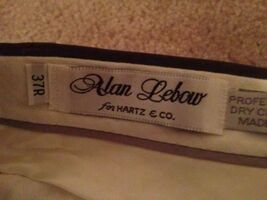 37R
Alan Lebow
for HARTZ & CO.
PROFE
DRY C
MADE